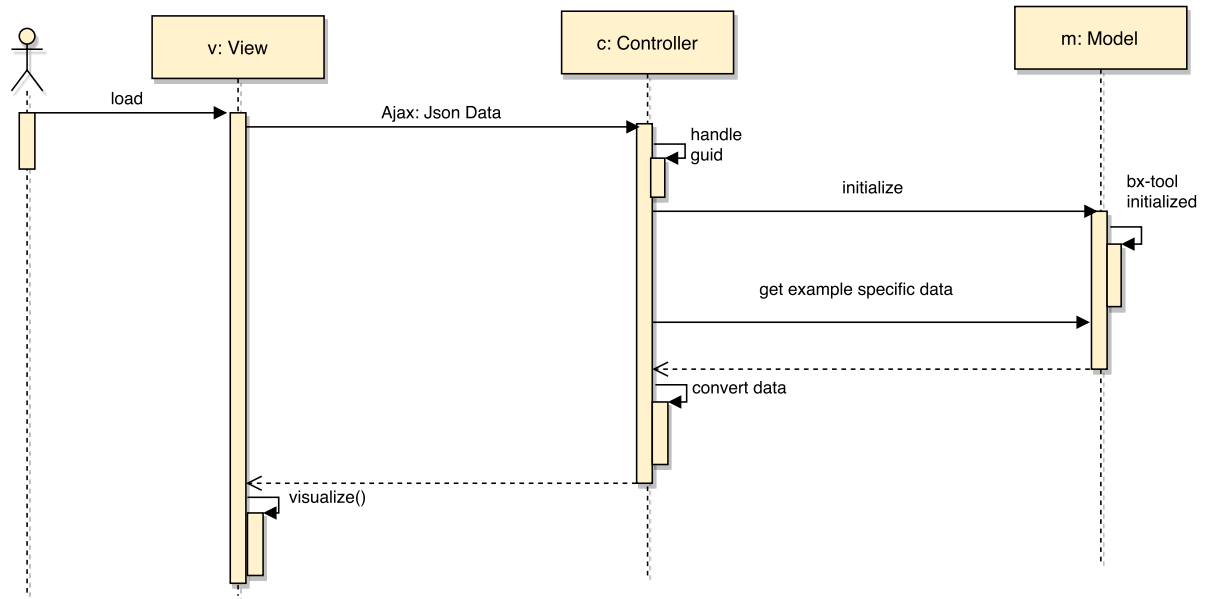 v: View
c: Controller
m: Model
load
Ajax: Json Data
handle
guid
initialize
bx-tool
initialized
get example specific data
convert data
visualize()